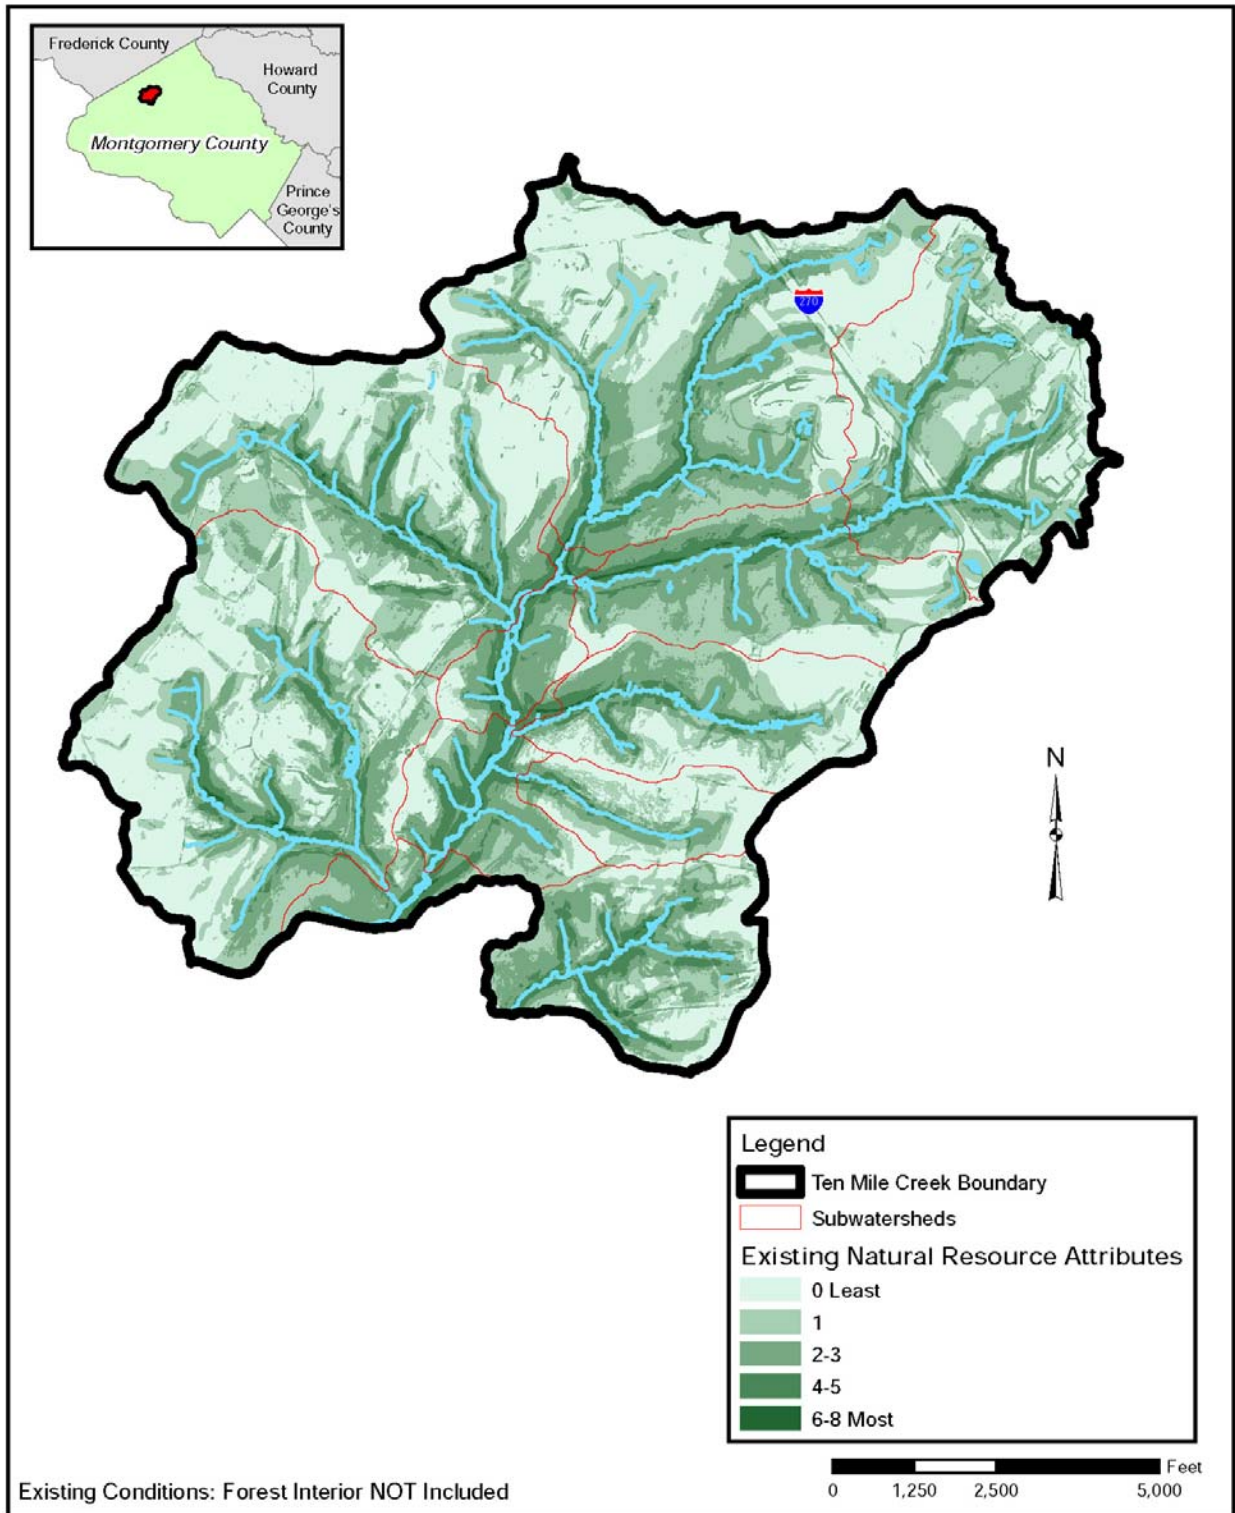 Frederick County
Howard
County
Montgomery County
Prince
George's
County
270
N
Legend
Ten Mile Creek Boundary
Subwatersheds
Existing Natural Resource Attributes
0 Least
1
2-3
4-5
6-8 Most
Feet
0 1,250 2,500 5,000
Existing Conditions: Forest Interior NOT Included